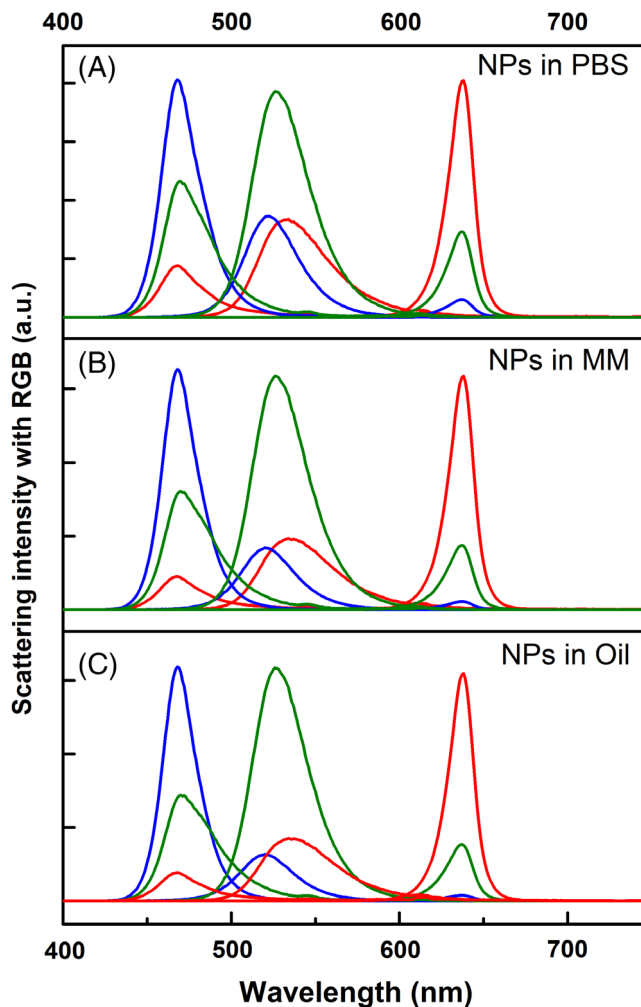 400 500 600 700
(A) NPs in PBS
(B) NPs in MM
(C) NPs in Oil
Scattering intensity with RGB (a.u.)
400 500 600 700
Wavelength (nm)